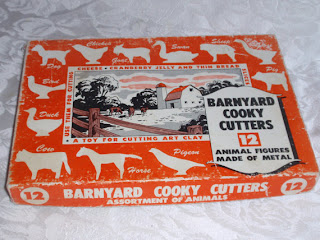 Chicken
Goat
Swan
Sheep
Dog
Bird
Duck
Cow
Horse
Pigeon
Pig
CHEESE • CRANBERRY JELLY AND THIN BREAD
SLICES
USE THEM FOR CUTTING
• A TOY FOR CUTTING ART CLAY
BARNYARD
COOKY
CUTTERS
12
ANIMAL FIGURES
MADE OF METAL
12 BARNYARD COOKY CUTTERS 12
ASSORTMENT OF ANIMALS